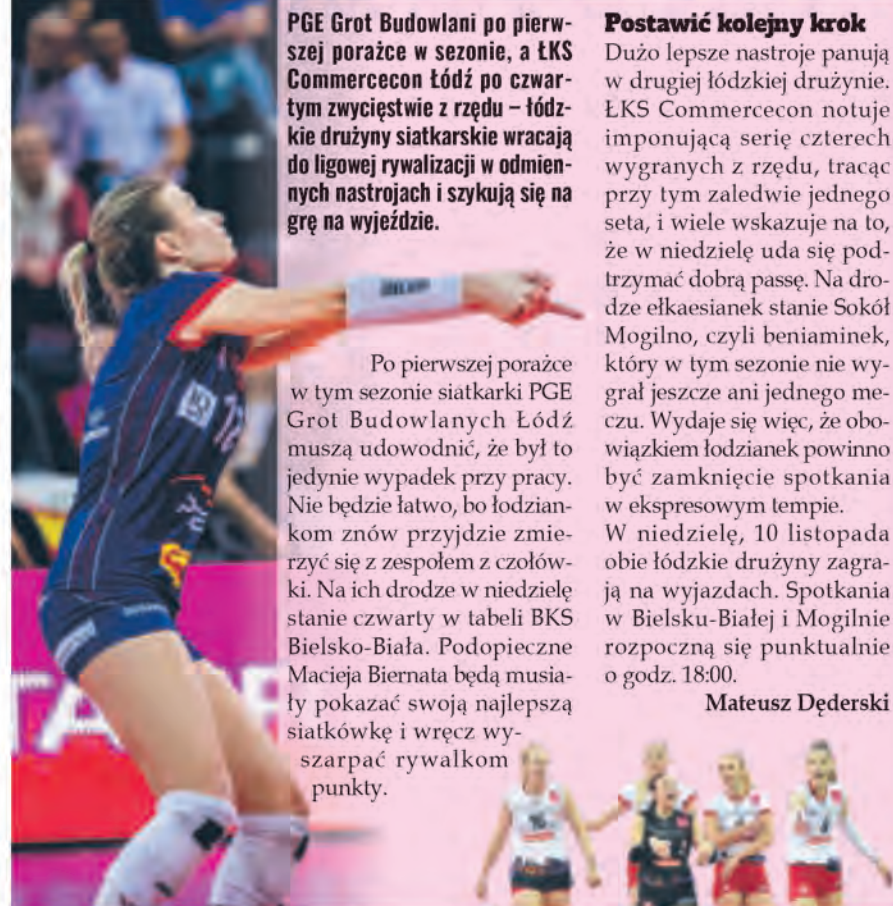 PGE Grot Budowlani po pierw-
szej porażce w sezonie, a ŁKS
Commercecon Łódź po czwar-
tym zwycięstwie z rzędu – łódz-
kie drużyny siatkarskie wracają
do ligowej rywalizacji w odmien-
nych nastrojach i szykują się na
grę na wyjeździe.
Po pierwszej porażce
w tym sezonie siatkarki PGE
Grot Budowlanych Łódź
muszą udowodnić, że był to
jedynie wypadek przy pracy.
Nie będzie łatwo, bo łodzian-
kom znów przyjdzie zmie-
rzyć się z zespołem z czołów-
ki. Na ich drodze w niedzielę
stanie czwarty w tabeli BKS
Bielsko-Biała. Podopieczne
Macieja Biernata będą musia-
ły pokazać swoją najlepszą
siatkówkę i wręcz wy-
szarpać rywalkom
punkty.
Postawić kolejny krok
Dużo lepsze nastroje panują
w drugiej łódzkiej drużynie.
ŁKS Commercecon notuje
imponującą serię czterech
wygranych z rzędu, tracąc
przy tym zaledwie jednego
seta, i wiele wskazuje na to,
że w niedzielę uda się pod-
trzymać dobrą passę. Na dro-
dze ełkaesianek stanie Sokół
Mogilno, czyli beniaminek,
który w tym sezonie nie wy-
grał jeszcze ani jednego me-
czu. Wydaje się więc, że obo-
wiązkiem łodzianek powinno
być zamknięcie spotkania
w ekspresowym tempie.
W niedzielę, 10 listopada
obie łódzkie drużyny zagra-
ją na wyjazdach. Spotkania
w Bielsku-Białej i Mogilnie
rozpoczną się punktualnie
o godz. 18:00.
Mateusz Dęderski